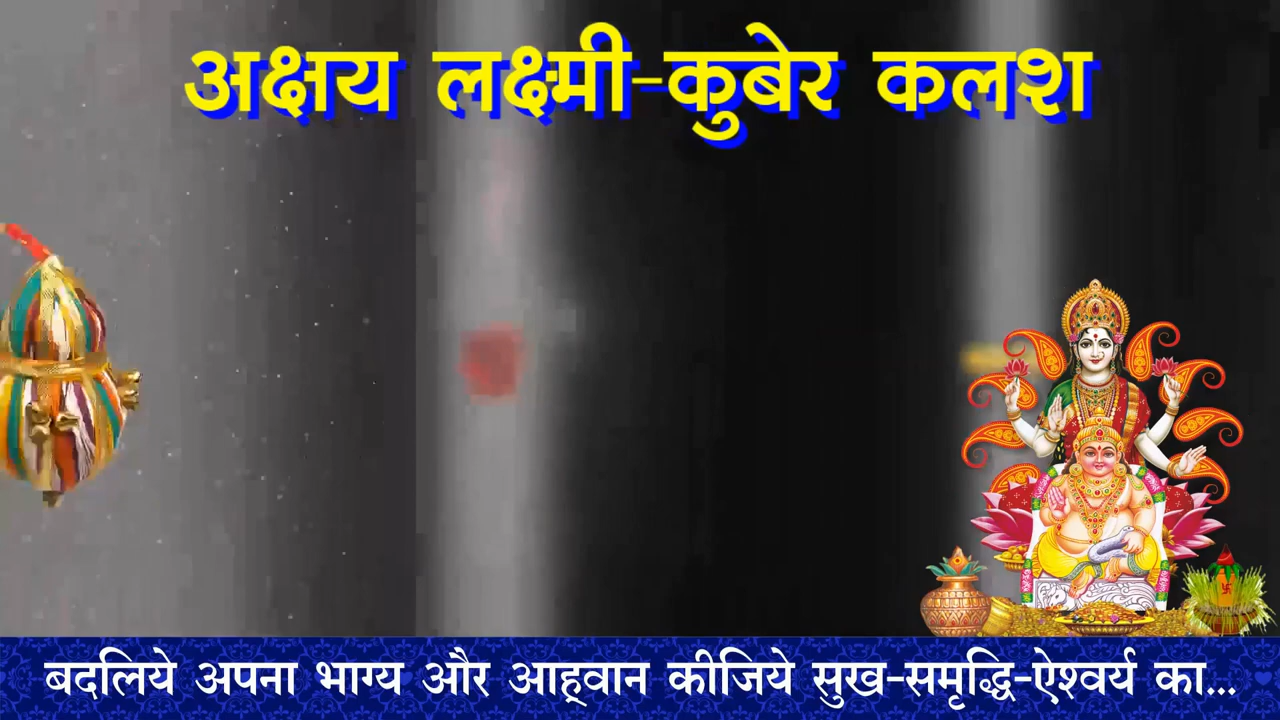 अक्षय लक्ष्मी-कुबेर कलश
बदलिये अपना भाग्य और आह्वान कीजिये सुख-समृद्धि-ऐश्वर्य का...